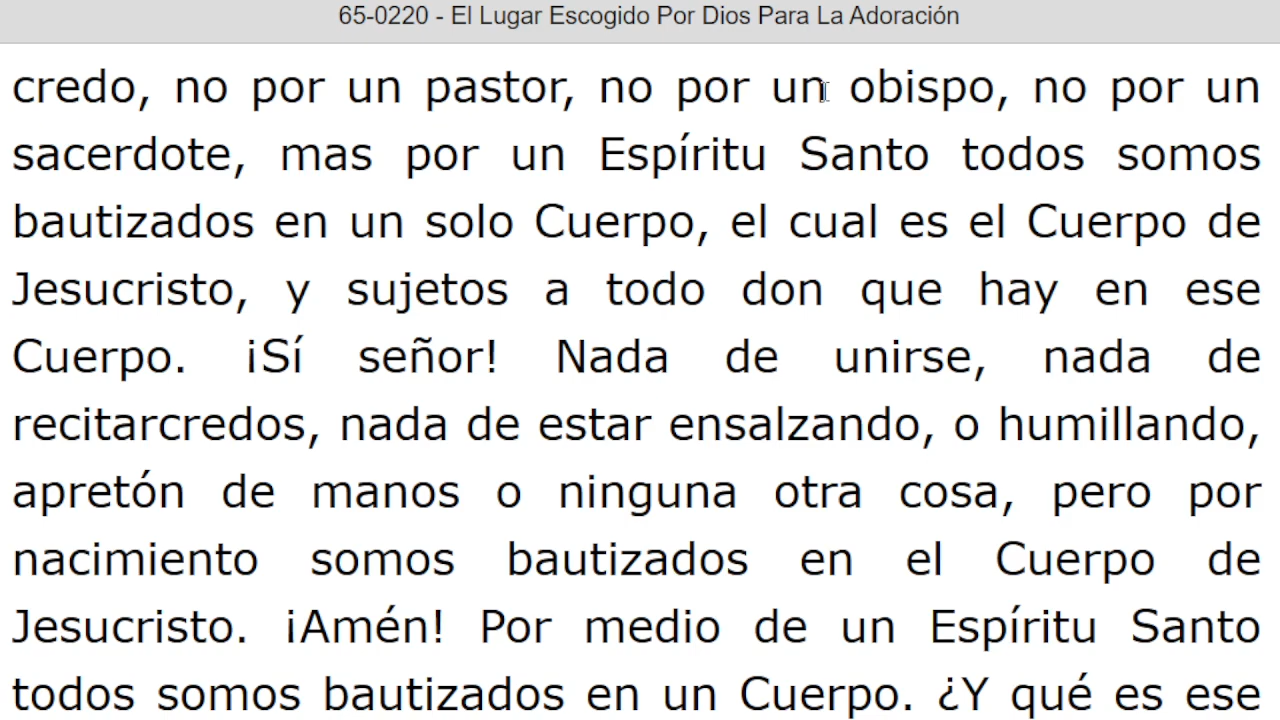 65-0220 - El Lugar Escogido Por Dios Para La Adoración
credo, no por un pastor, no por un obispo, no por un
sacerdote, mas por un Espíritu Santo todos somos
bautizados en un solo Cuerpo, el cual es el Cuerpo de
Jesucristo, y sujetos a todo don que hay en ese
Cuerpo. ¡Sí señor! Nada de unirse, nada de
recitarcredos, nada de estar ensalzando, o humillando,
apretón de manos o ninguna otra cosa, pero por
nacimiento somos bautizados en el Cuerpo de
Jesucristo. ¡Amén! Por medio de un Espíritu Santo
todos somos bautizados en un Cuerpo. ¿Y qué es ese